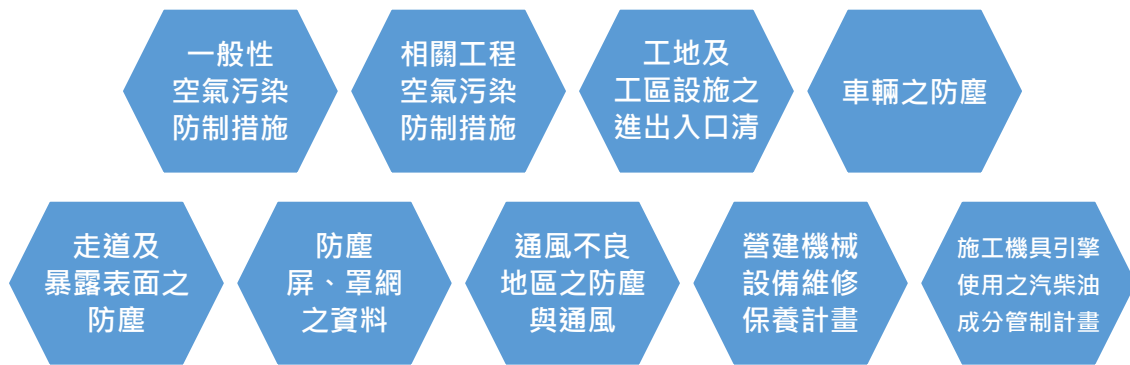 一般性
空氣污染
防制措施
相關工程
空氣污染
防制措施
工地及
工區設施之
進出入口清
車輛之防塵
走道及
暴露表面之
防塵
防塵
屏、罩網
之資料
通風不良
地區之防塵
與通風
營建機械
設備維修
保養計畫
施工機具引擎
使用之汽柴油
成分管制計畫